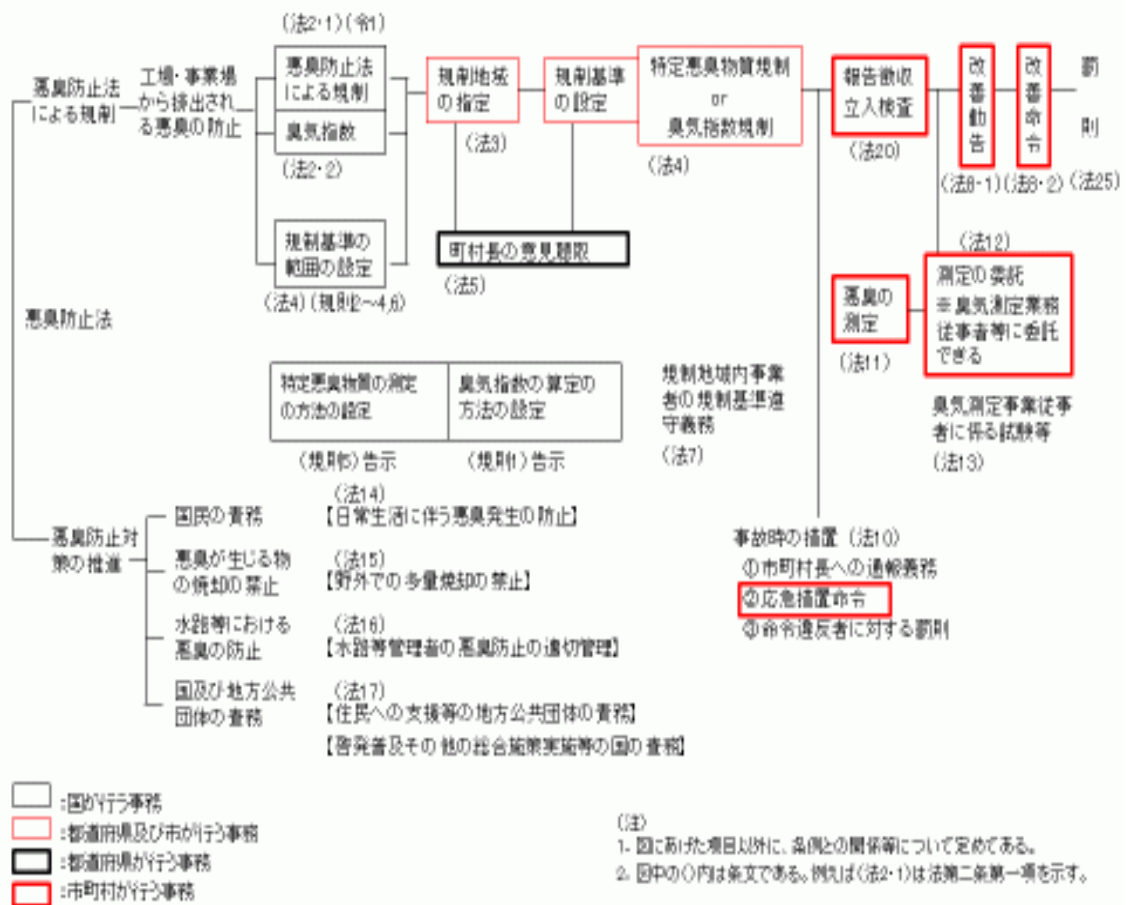 (法2・1)(令1)
悪臭防止法
による規制
工場・事業場
から排出され
る悪臭の防止
悪臭防止法
による規制
臭気指数
(法2・2)
規制基準の
範囲の設定
(法4)(規則2〜4,6)
規制地域
の指定
(法3)
規制基準
の設定
特定悪臭物質規制
or
臭気指数規制
(法4)
町村長の意見聴取
(法5)
報告徴収
立入検査
(法20)
改善勧告
(法8・1)
改善命令
(法8・2)
罰則
(法25)
(法12)
悪臭の
測定
(法11)
測定の委託
※臭気測定業務
従事者等に委託
できる
臭気測定事業従事
者に係る試験等
(法13)
悪臭防止法
特定悪臭物質の測定
の方法の設定
(規則5)告示
臭気指数の算定の
方法の設定
(規則1)告示
規制地域内事業
者の規制基準遵
守義務
(法7)
事故時の措置 (法10)
①市町村長への通報義務
②応急措置命令
③命令違反者に対する罰則
悪臭防止対
策の推進
国民の責務
(法14)
【日常生活に伴う悪臭発生の防止】
悪臭が生じる物
の焼却の禁止
(法15)
【野外での多量焼却の禁止】
水路等における
悪臭の防止
(法16)
【水路等管理者の悪臭防止の適切管理】
国及び地方公共
団体の責務
(法17)
【住民への支援等の地方公共団体の責務】
【啓発普及その他の総合施策実施等の国の責務】
:国が行う事務
:都道府県及び市が行う事務
:都道府県が行う事務
:市町村が行う事務
(注)
1. 図にあげた項目以外に、条例との関係等について定めてある。
2. 図中の()内は条文である。例えば(法2・1)は法第二条第一項を示す。